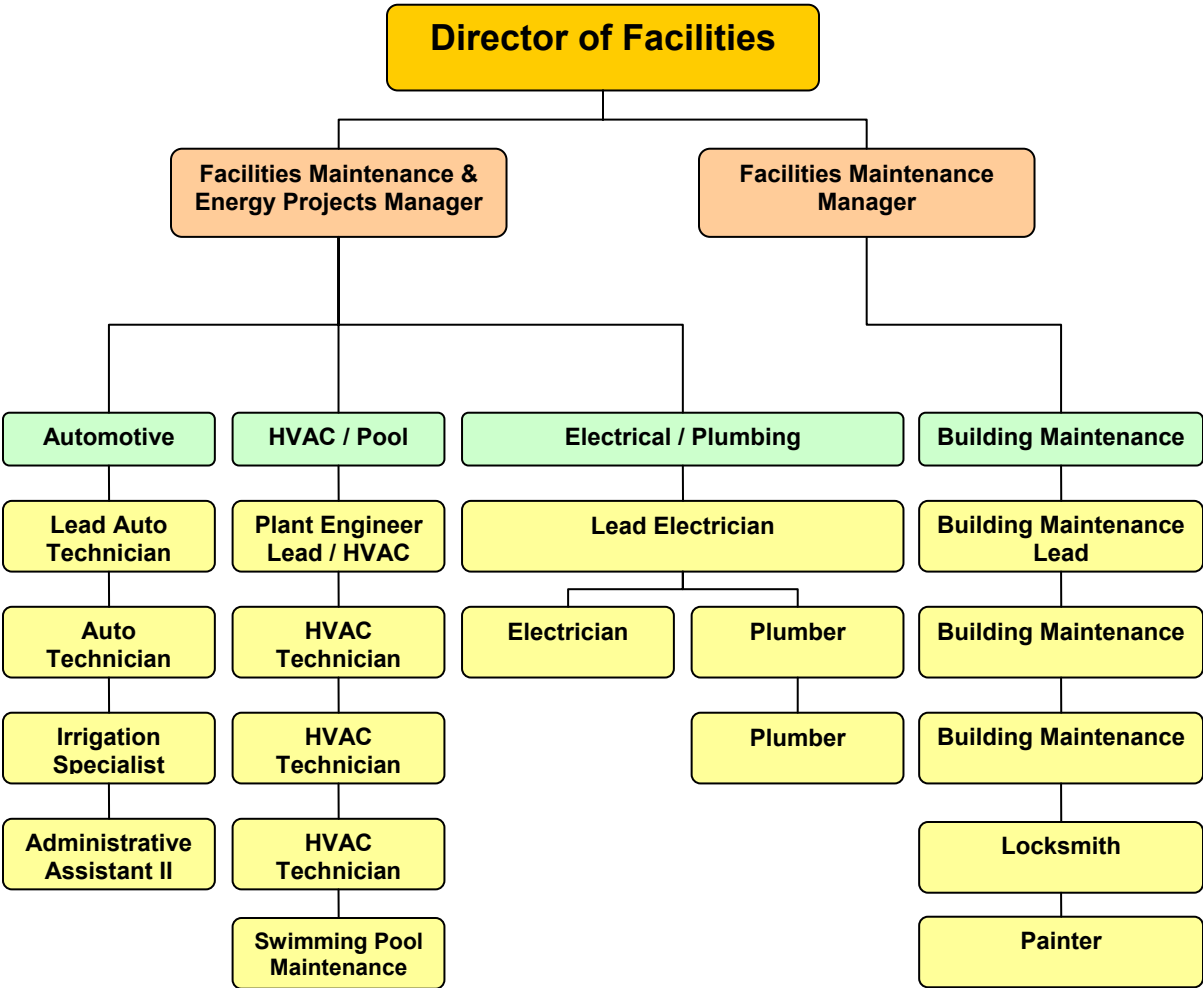 Director of Facilities
Facilities Maintenance &
Energy Projects Manager
Facilities Maintenance
Manager
Automotive
HVAC / Pool
Electrical / Plumbing
Building Maintenance
Lead Auto
Technician
Plant Engineer
Lead / HVAC
Lead Electrician
Building Maintenance
Lead
Auto
Technician
HVAC
Technician
Electrician
Plumber
Building Maintenance
Irrigation
Specialist
HVAC
Technician
Plumber
Building Maintenance
Administrative
Assistant II
HVAC
Technician
Locksmith
Swimming Pool
Maintenance
Painter